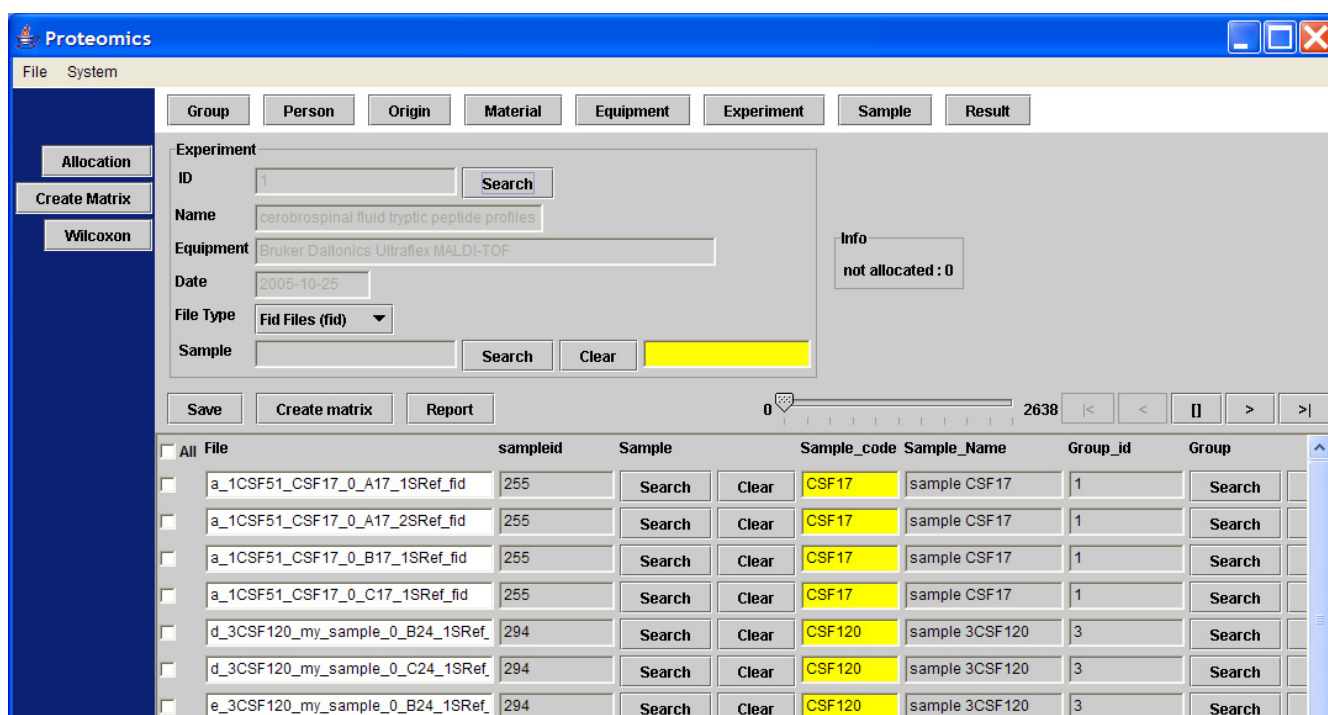 Proteomics
File System
Group Person Origin Material Equipment Experiment Sample Result
Allocation
Create Matrix
Wilcoxon
Experiment
ID 1 Search
Name cerobrospinal fluid tryptic peptide profiles
Equipment Bruker Daltonics Ultraflex MALDI-TOF
Date 2005-10-25
File Type Fid Files (fid)
Sample Search Clear
Info
not allocated : 0
Save Create matrix Report 0 2638 |< < [] > >|
All File sampleid Sample Sample_code Sample_Name Group_id Group
a_1CSF51_CSF17_0_A17_1SRef_fid 255 Search Clear CSF17 sample CSF17 1 Search
a_1CSF51_CSF17_0_A17_2SRef_fid 255 Search Clear CSF17 sample CSF17 1 Search
a_1CSF51_CSF17_0_B17_1SRef_fid 255 Search Clear CSF17 sample CSF17 1 Search
a_1CSF51_CSF17_0_C17_1SRef_fid 255 Search Clear CSF17 sample CSF17 1 Search
d_3CSF120_my_sample_0_B24_1SRef_ 294 Search Clear CSF120 sample 3CSF120 3 Search
d_3CSF120_my_sample_0_C24_1SRef_ 294 Search Clear CSF120 sample 3CSF120 3 Search
e_3CSF120_my_sample_0_B24_1SRef_ 294 Search Clear CSF120 sample 3CSF120 3 Search